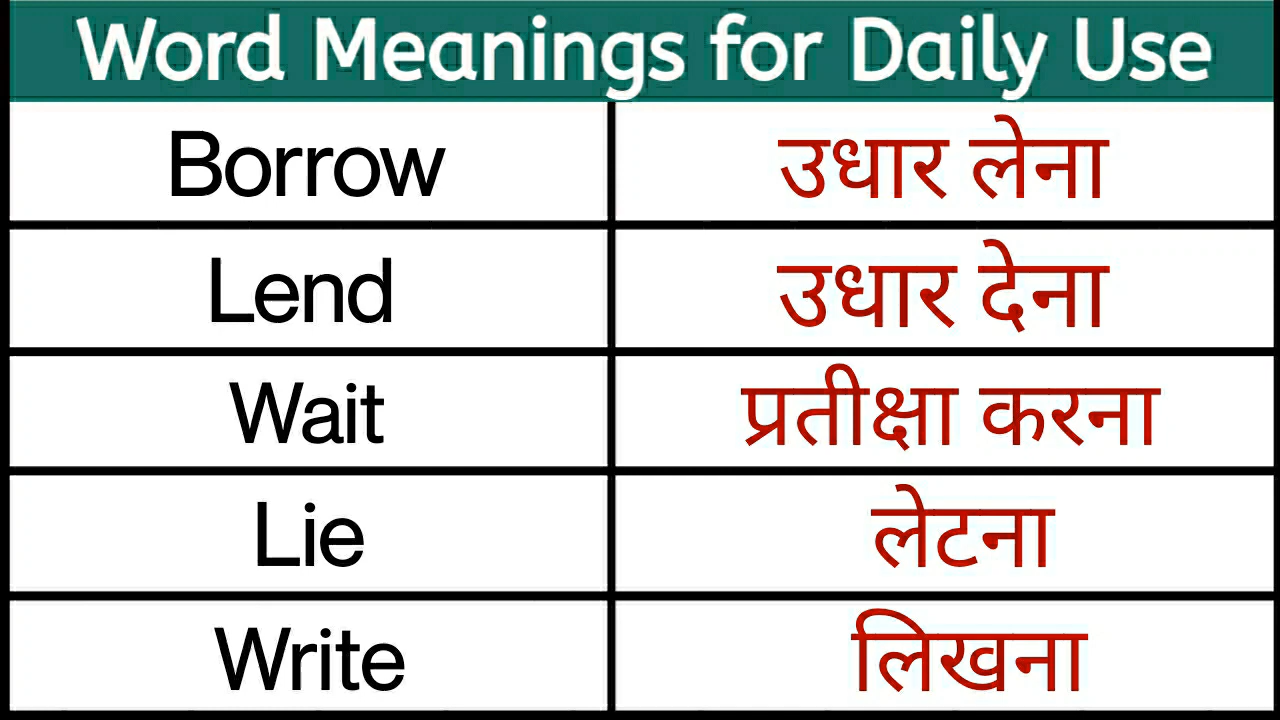 Word Meanings for Daily Use
Borrow उधार लेना
Lend उधार देना
Wait प्रतीक्षा करना
Lie लेटना
Write लिखना